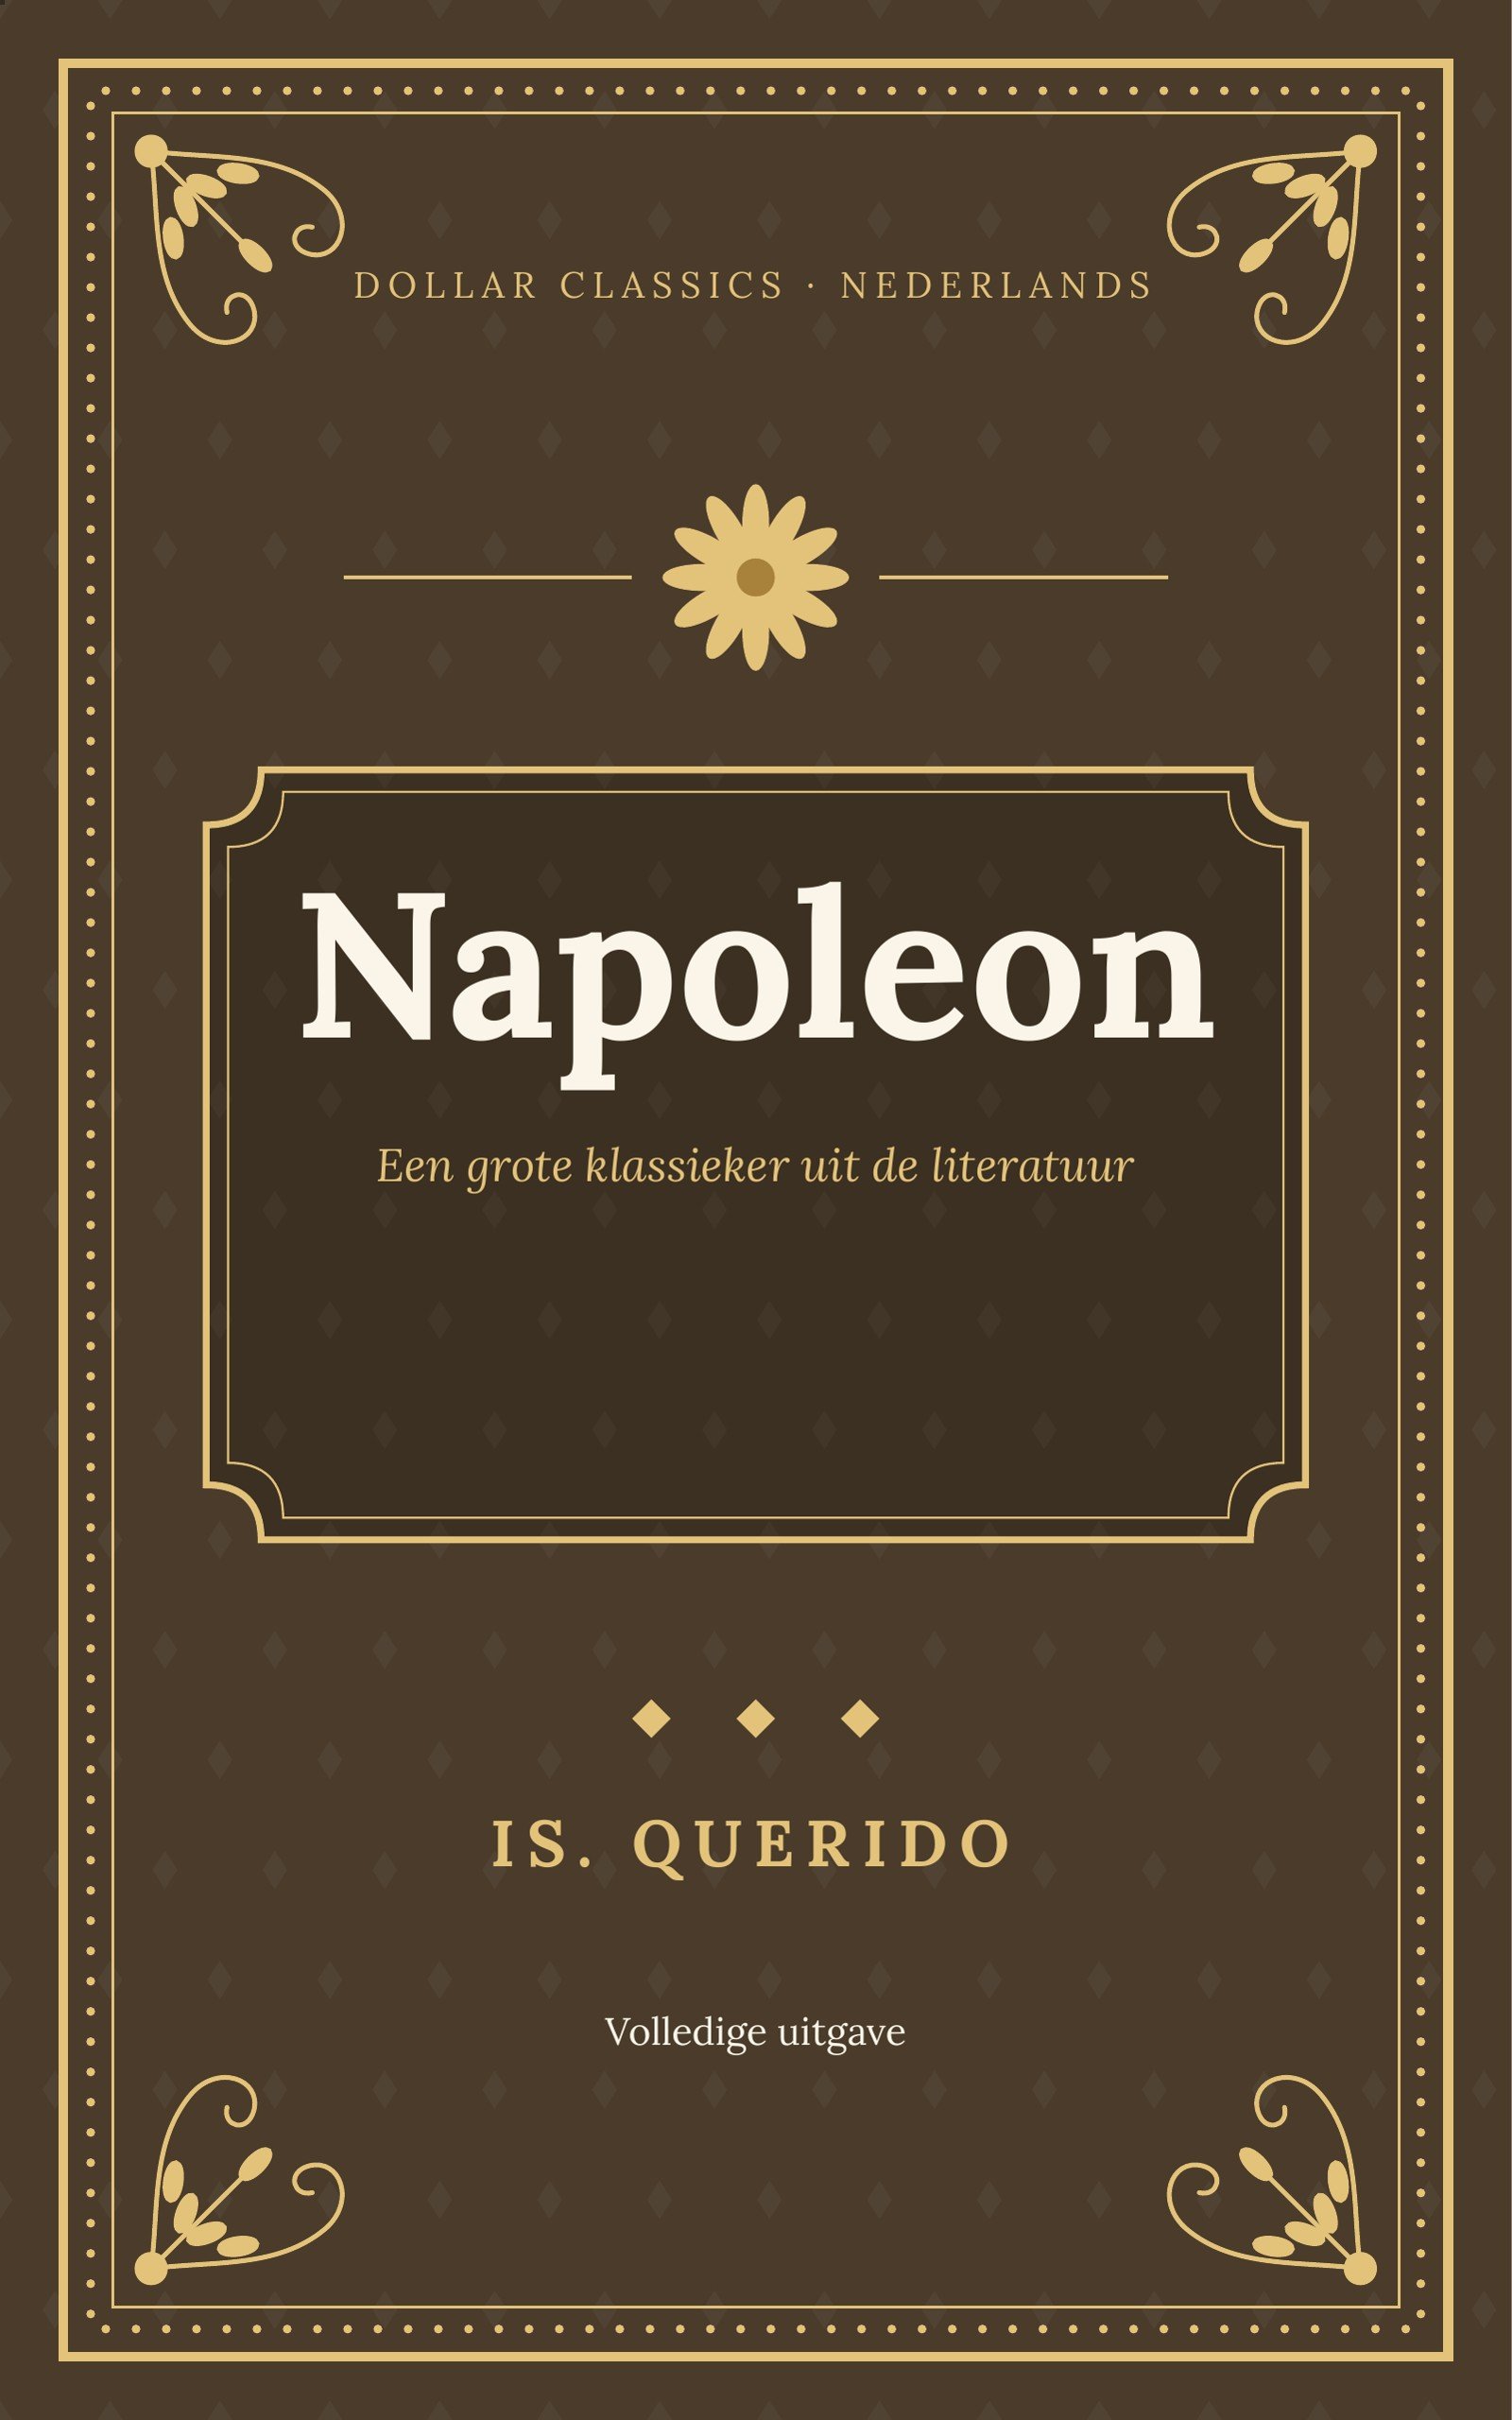 DOLLAR CLASSICS · NEDERLANDS
Napoleon
Een grote klassieker uit de literatuur
IS. QUERIDO
Volledige uitgave